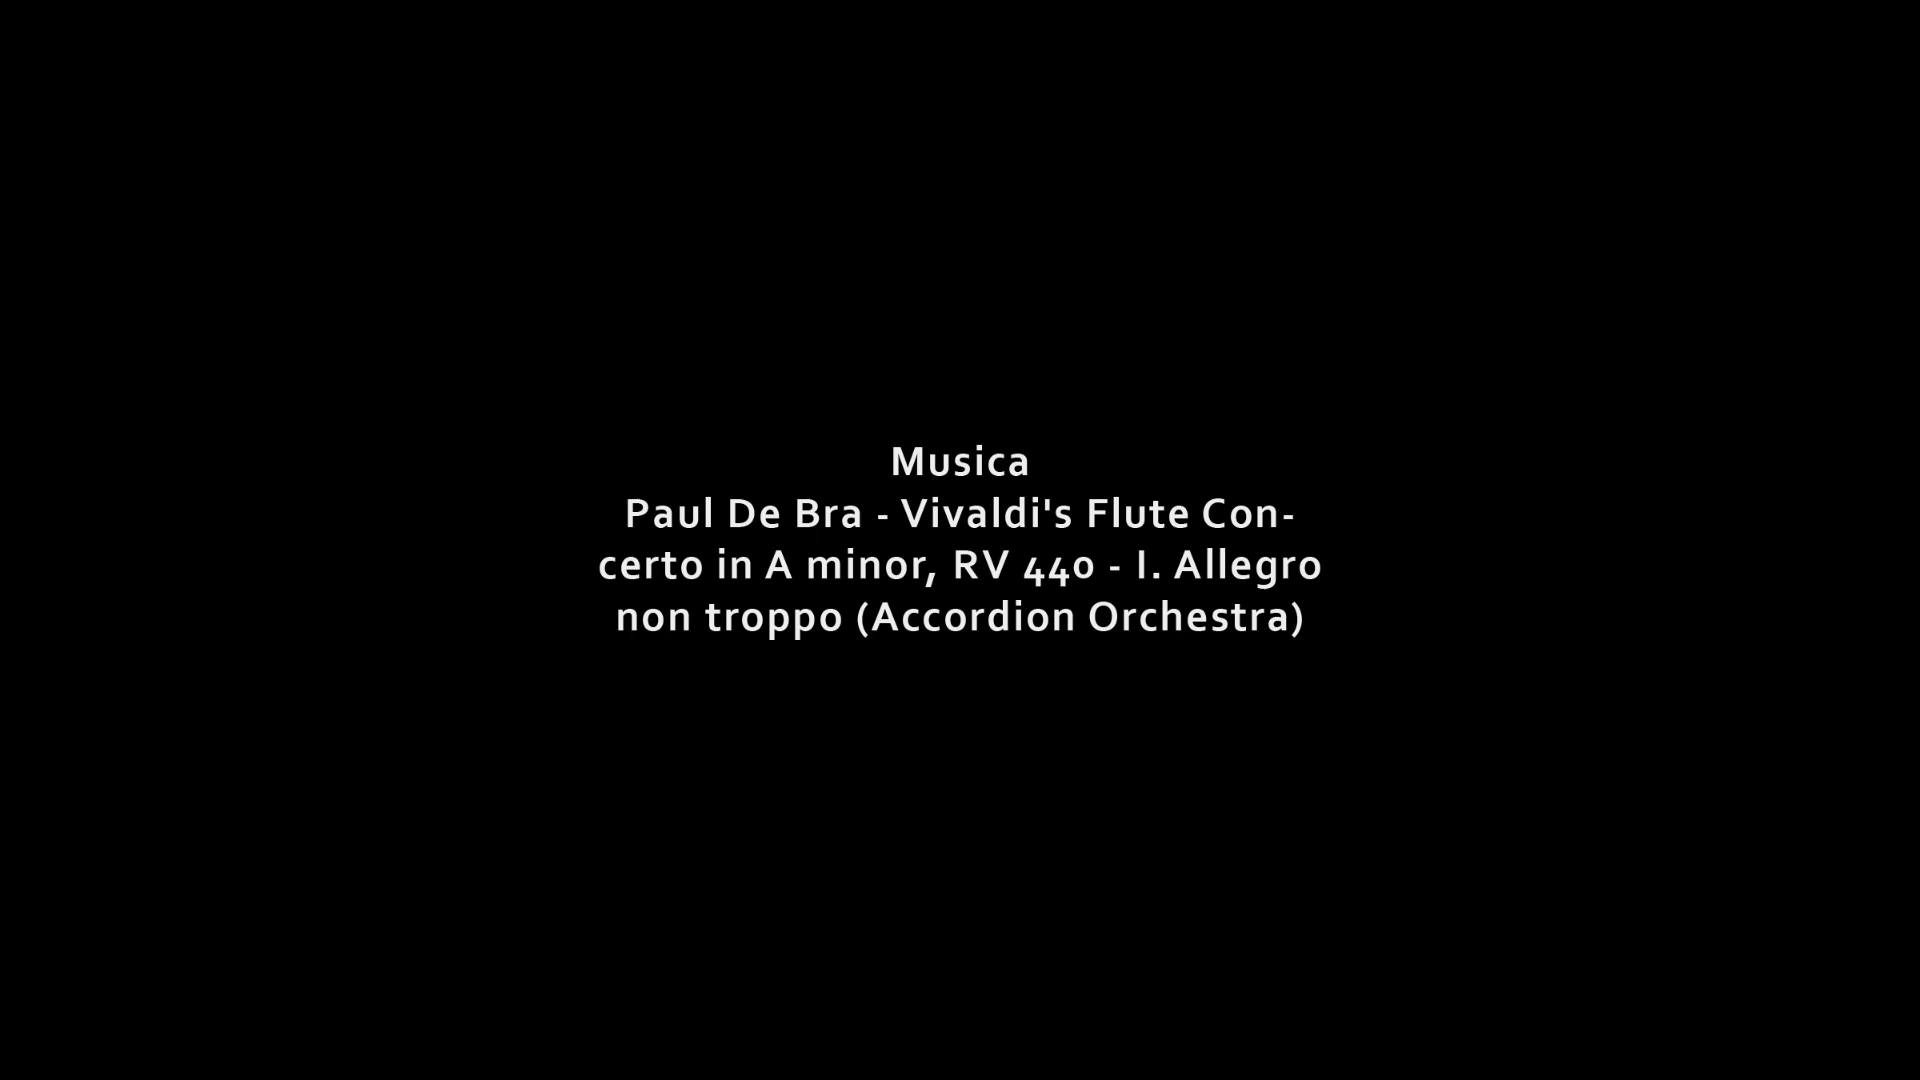 Musica
Paul De Bra - Vivaldi's Flute Con-
certo in A minor, RV 440 - I. Allegro
non troppo (Accordion Orchestra)